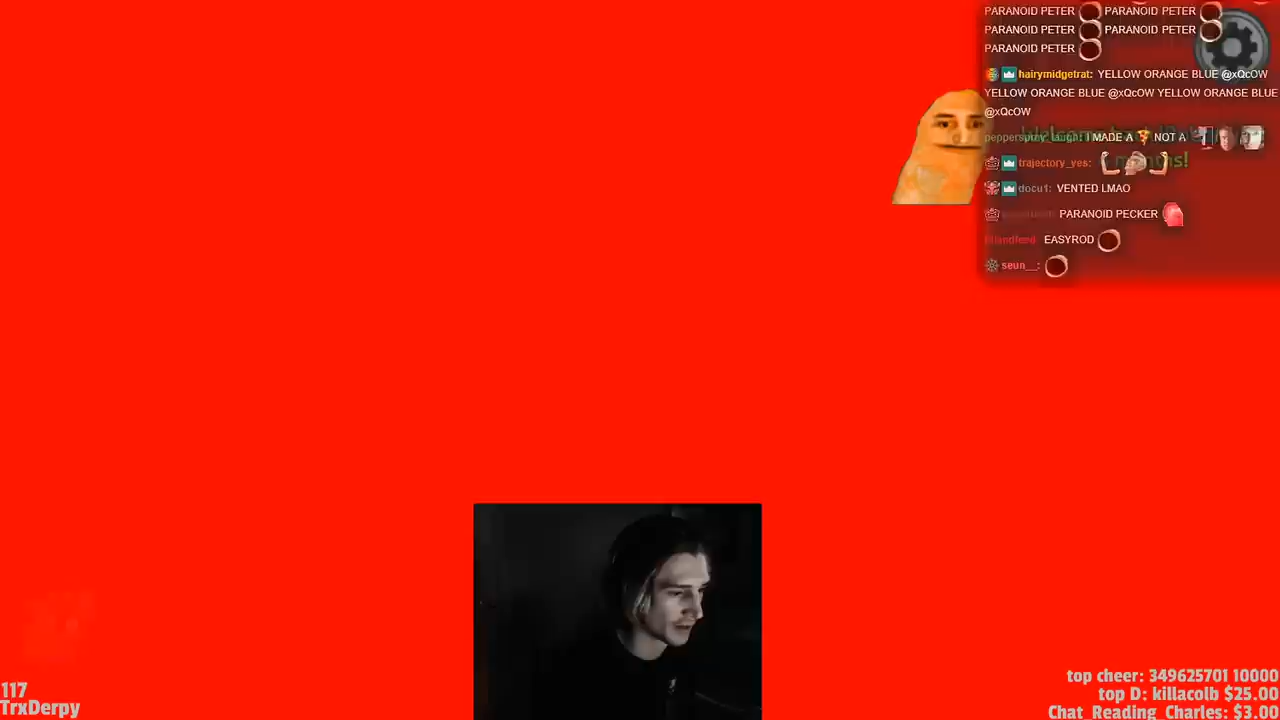 PARANOID PETER PARANOID PETER
PARANOID PETER PARANOID PETER
PARANOID PETER
hairymidgetrat: YELLOW ORANGE BLUE @xQcOW
YELLOW ORANGE BLUE @xQcOW YELLOW ORANGE BLUE
@xQcOW
I MADE A NOT A
trajectory_yes:
months!
docu1: VENTED LMAO
PARANOID PECKER
EASYROD
seun__:
117
TrxDerpy
top cheer: 349625701 10000
top D: killacolb $25.00
Chat_Reading_Charles: $3.00